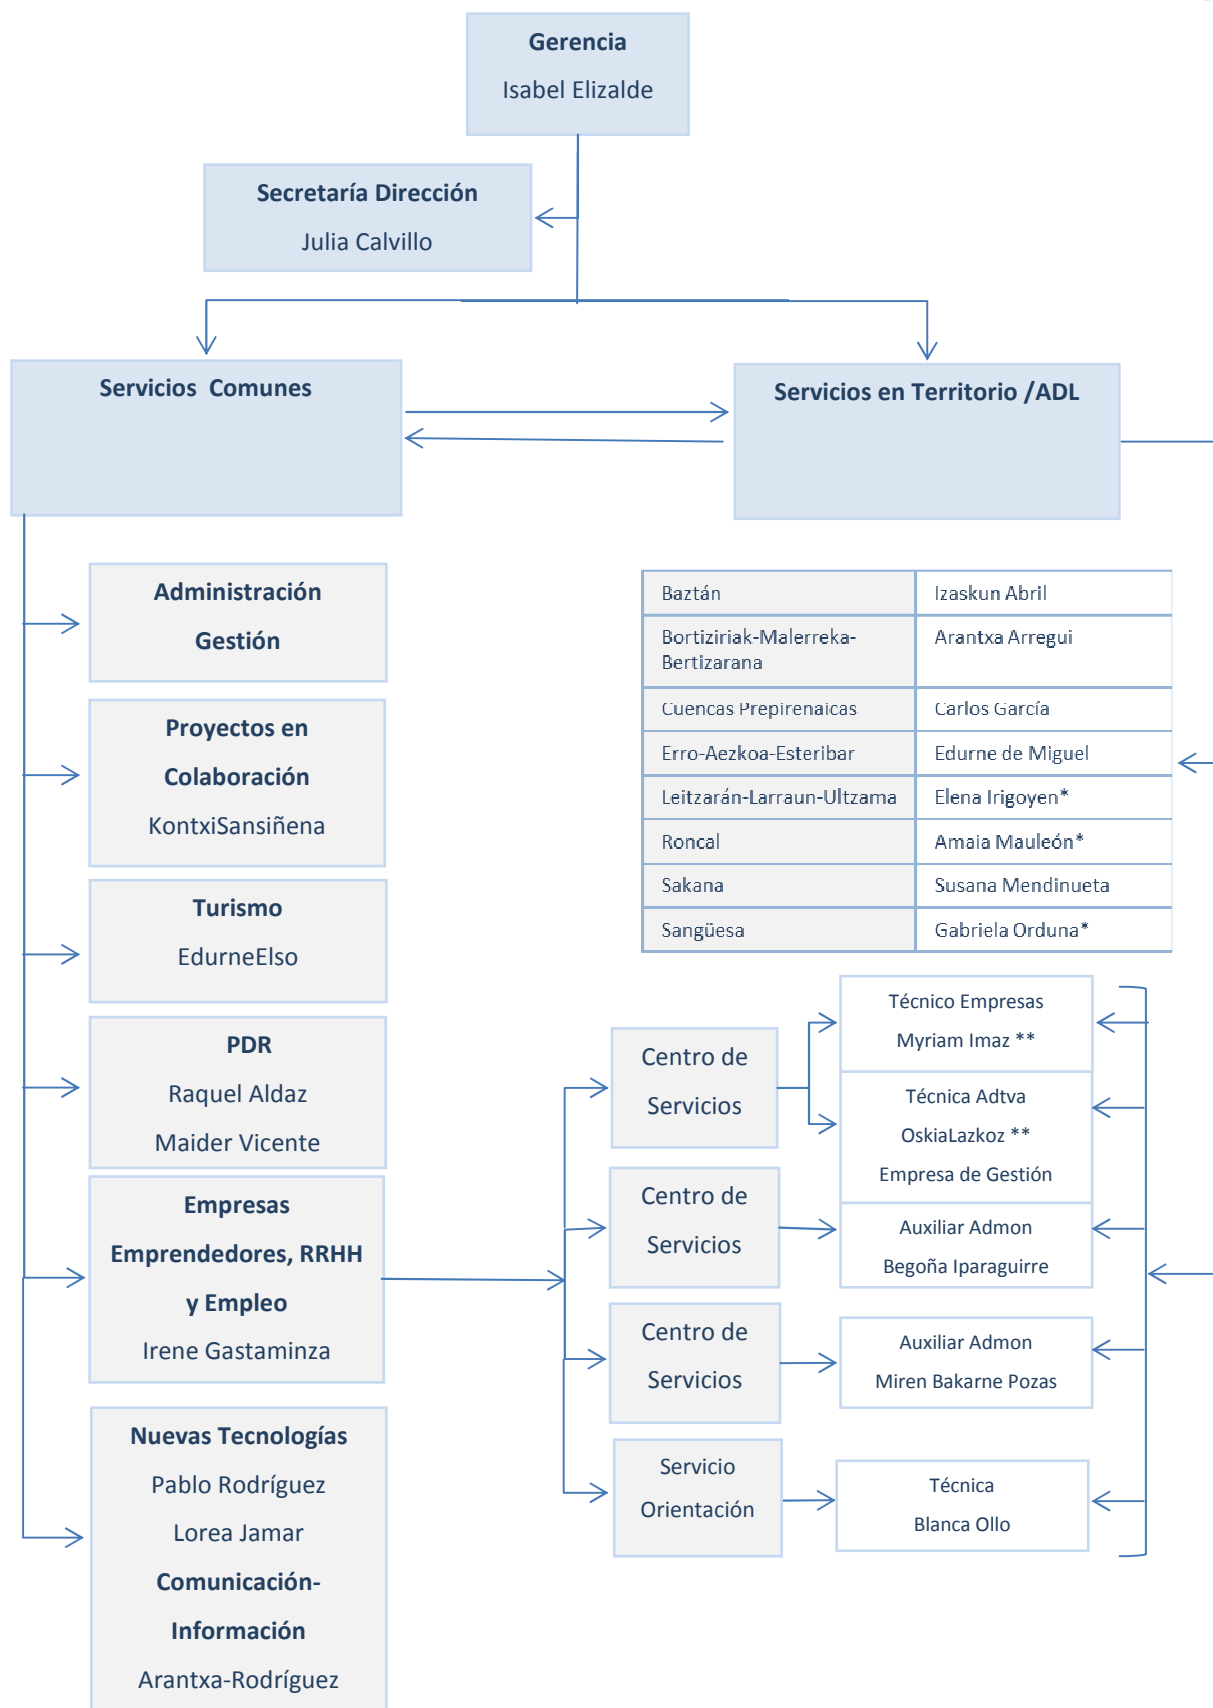 Gerencia
Isabel Elizalde
Secretaría Dirección
Julia Calvillo
Servicios Comunes
Servicios en Territorio /ADL
Administración
Gestión
Proyectos en
Colaboración
KontxiSansiñena
Turismo
EdurneElso
PDR
Raquel Aldaz
Maider Vicente
Empresas
Emprendedores, RRHH
y Empleo
Irene Gastaminza
Nuevas Tecnologías
Pablo Rodríguez
Lorea Jamar
Comunicación-
Información
Arantxa-Rodríguez
Baztán Izaskun Abril
Bortiziriak-Malerreka- Arantxa Arregui
Bertizarana
Cuencas Prepirenaicas Carlos García
Erro-Aezkoa-Esteribar Edurne de Miguel
Leitzarán-Larraun-Ultzama Elena Irigoyen*
Roncal Amaia Mauleón*
Sakana Susana Mendinueta
Sangüesa Gabriela Orduna*
Centro de
Servicios
Técnico Empresas
Myriam Imaz **
Técnica Adtva
OskiaLazkoz **
Empresa de Gestión
Centro de
Servicios
Auxiliar Admon
Begoña Iparaguirre
Centro de
Servicios
Auxiliar Admon
Miren Bakarne Pozas
Servicio
Orientación
Técnica
Blanca Ollo